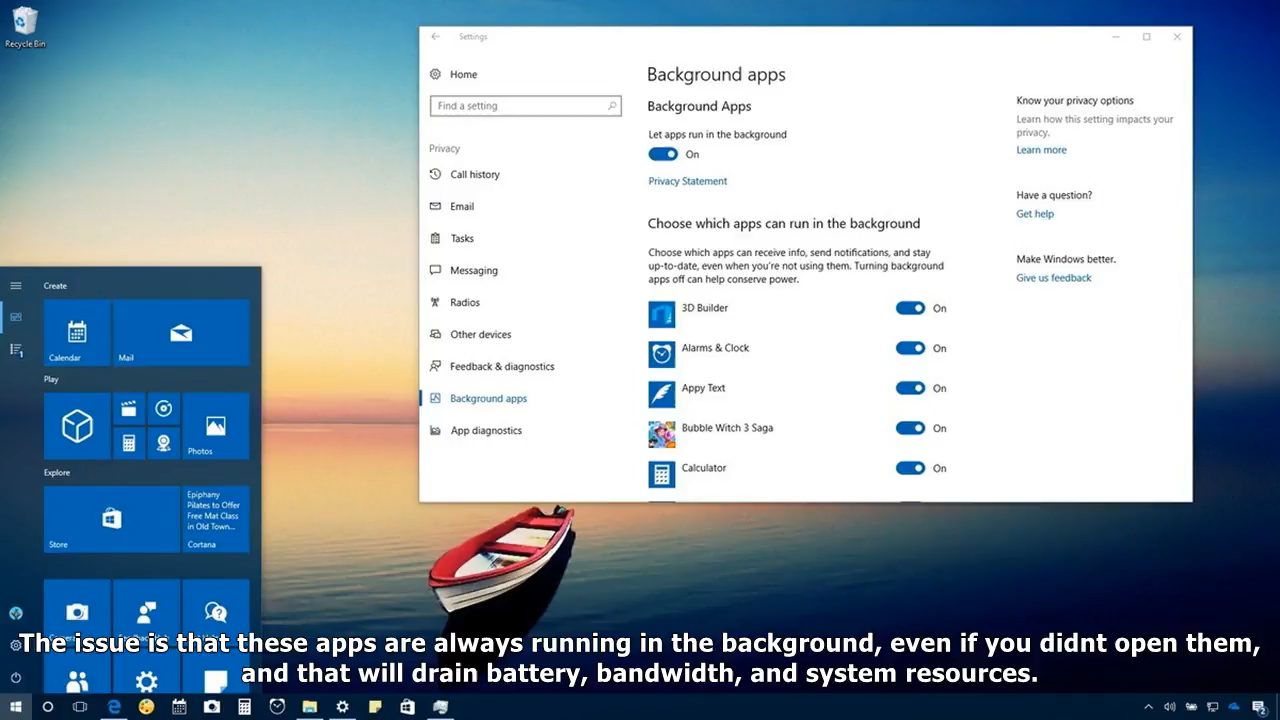 Recycle Bin
Settings
Home
Find a setting
Privacy
Call history
Email
Tasks
Messaging
Radios
Other devices
Feedback & diagnostics
Background apps
App diagnostics
Background apps
Background Apps
Let apps run in the background
On
Privacy Statement
Choose which apps can run in the background
Choose which apps can receive info, send notifications, and stay
up-to-date, even when you're not using them. Turning background
apps off can help conserve power.
3D Builder On
Alarms & Clock On
Appy Text On
Bubble Witch 3 Saga On
Calculator On
Know your privacy options
Learn how this setting impacts your
privacy.
Learn more
Have a question?
Get help
Make Windows better.
Give us feedback
Create
Calendar
Mail
Play
Photos
Explore
Store
Epiphany
Pilates to Offer
Free Mat Class
in Old Town...
Cortana
The issue is that these apps are always running in the background, even if you didnt open them,
and that will drain battery, bandwidth, and system resources.